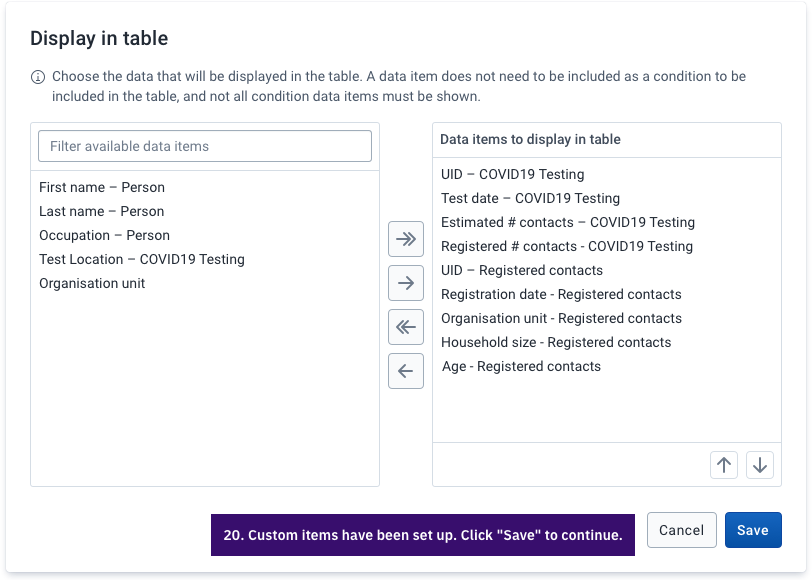 Display in table
Choose the data that will be displayed in the table. A data item does not need to be included as a condition to be
included in the table, and not all condition data items must be shown.
Filter available data items
First name – Person
Last name – Person
Occupation – Person
Test Location – COVID19 Testing
Organisation unit
Data items to display in table
UID – COVID19 Testing
Test date – COVID19 Testing
Estimated # contacts – COVID19 Testing
Registered # contacts - COVID19 Testing
UID – Registered contacts
Registration date - Registered contacts
Organisation unit - Registered contacts
Household size - Registered contacts
Age - Registered contacts
20. Custom items have been set up. Click "Save" to continue.
Cancel
Save